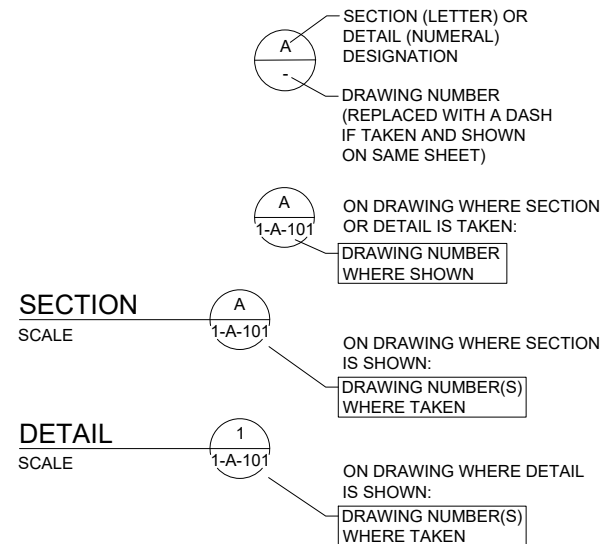 SECTION (LETTER) OR
DETAIL (NUMERAL)
DESIGNATION
A
-
DRAWING NUMBER
(REPLACED WITH A DASH
IF TAKEN AND SHOWN
ON SAME SHEET)
A
1-A-101
ON DRAWING WHERE SECTION
OR DETAIL IS TAKEN:
DRAWING NUMBER
WHERE SHOWN
SECTION
SCALE
A
1-A-101
ON DRAWING WHERE SECTION
IS SHOWN:
DRAWING NUMBER(S)
WHERE TAKEN
DETAIL
SCALE
1
1-A-101
ON DRAWING WHERE DETAIL
IS SHOWN:
DRAWING NUMBER(S)
WHERE TAKEN